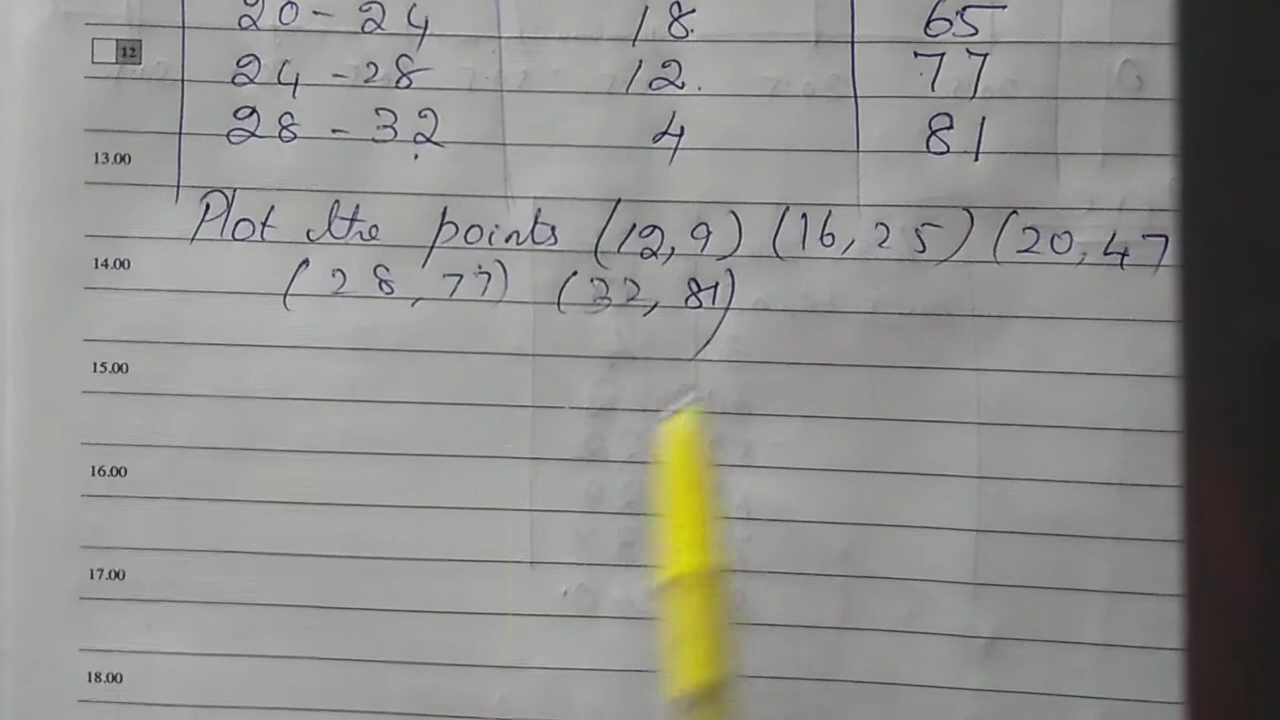 20 - 24 18 65
12
24 - 28 12. 77
28 - 32 4 81
13.00
Plot the points (12,9) (16,25) (20,47
14.00
(28,77) (32,81)
15.00
16.00
17.00
18.00